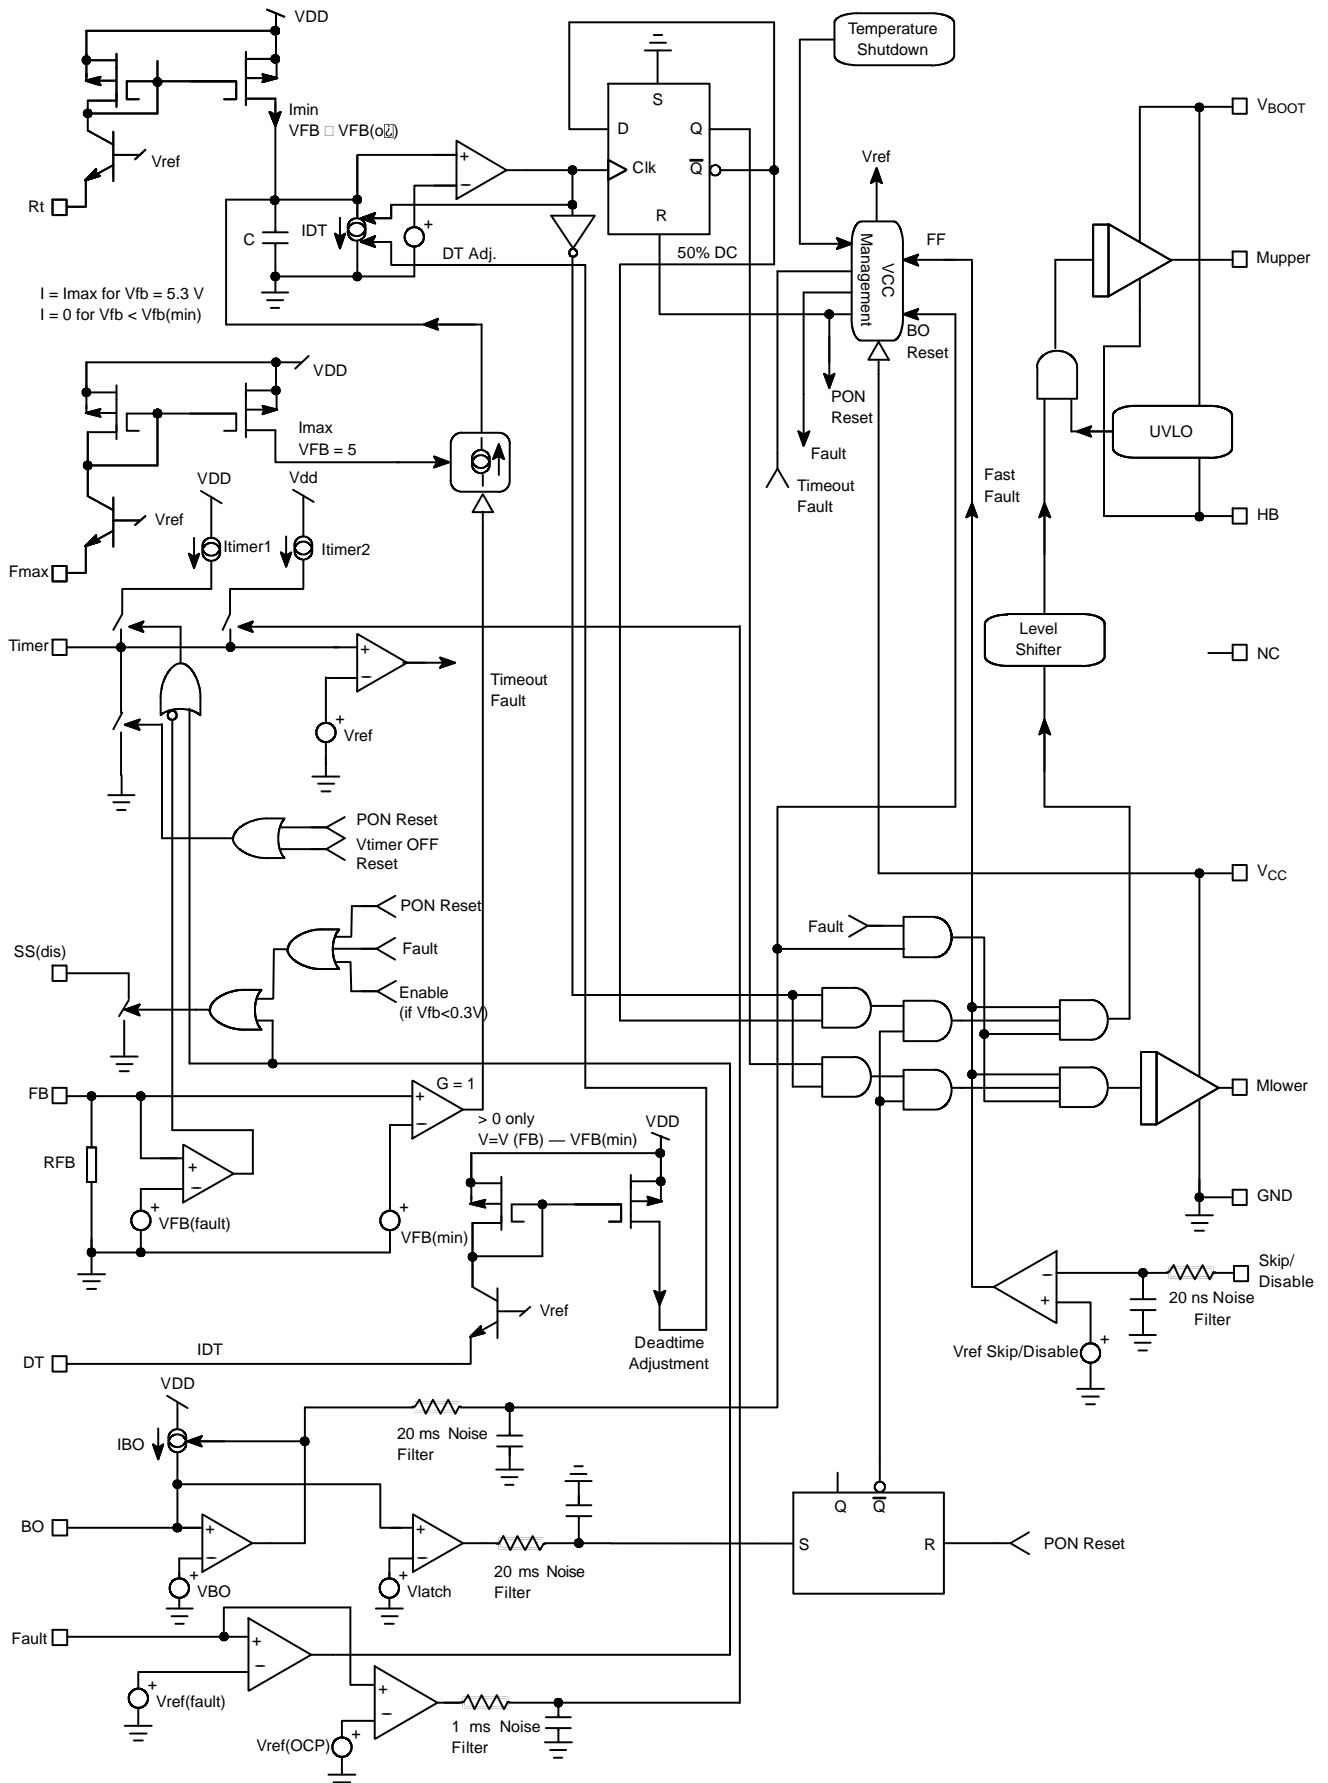 VDD
Temperature
Shutdown
S
D
Q
Clk
Q
R
Imin
VFB □ VFB(o
Vref
Rt
C
IDT
+
−
+
DT Adj.
50% DC
Vref
VCC
Management
FF
BO
Reset
PON
Reset
Fault
Timeout
Fault
VBOOT
Mupper
UVLO
HB
I = Imax for Vfb = 5.3 V
I = 0 for Vfb < Vfb(min)
VDD
Imax
VFB = 5
VDD
Vdd
Vref
Itimer1
Itimer2
Fmax
Fast
Fault
Timer
+
−
Timeout
Fault
+
Vref
Level
Shifter
NC
PON Reset
Vtimer OFF
Reset
VCC
PON Reset
Fault
Enable
(if Vfb<0.3V)
SS(dis)
Fault
FB
G = 1
+
−
> 0 only
V=V (FB) — VFB(min)
VDD
Mlower
RFB
+
−
+
VFB(fault)
+
VFB(min)
GND
Vref
Deadtime
Adjustment
IDT
DT
−
+
Skip/
Disable
20 ns Noise
Filter
Vref Skip/Disable
+
VDD
IBO
20 ms Noise
Filter
BO
+
−
+
VBO
+
−
+
Vlatch
20 ms Noise
Filter
Q
Q
S
R
PON Reset
Fault
+
−
+
Vref(fault)
+
−
+
Vref(OCP)
1 ms Noise
Filter